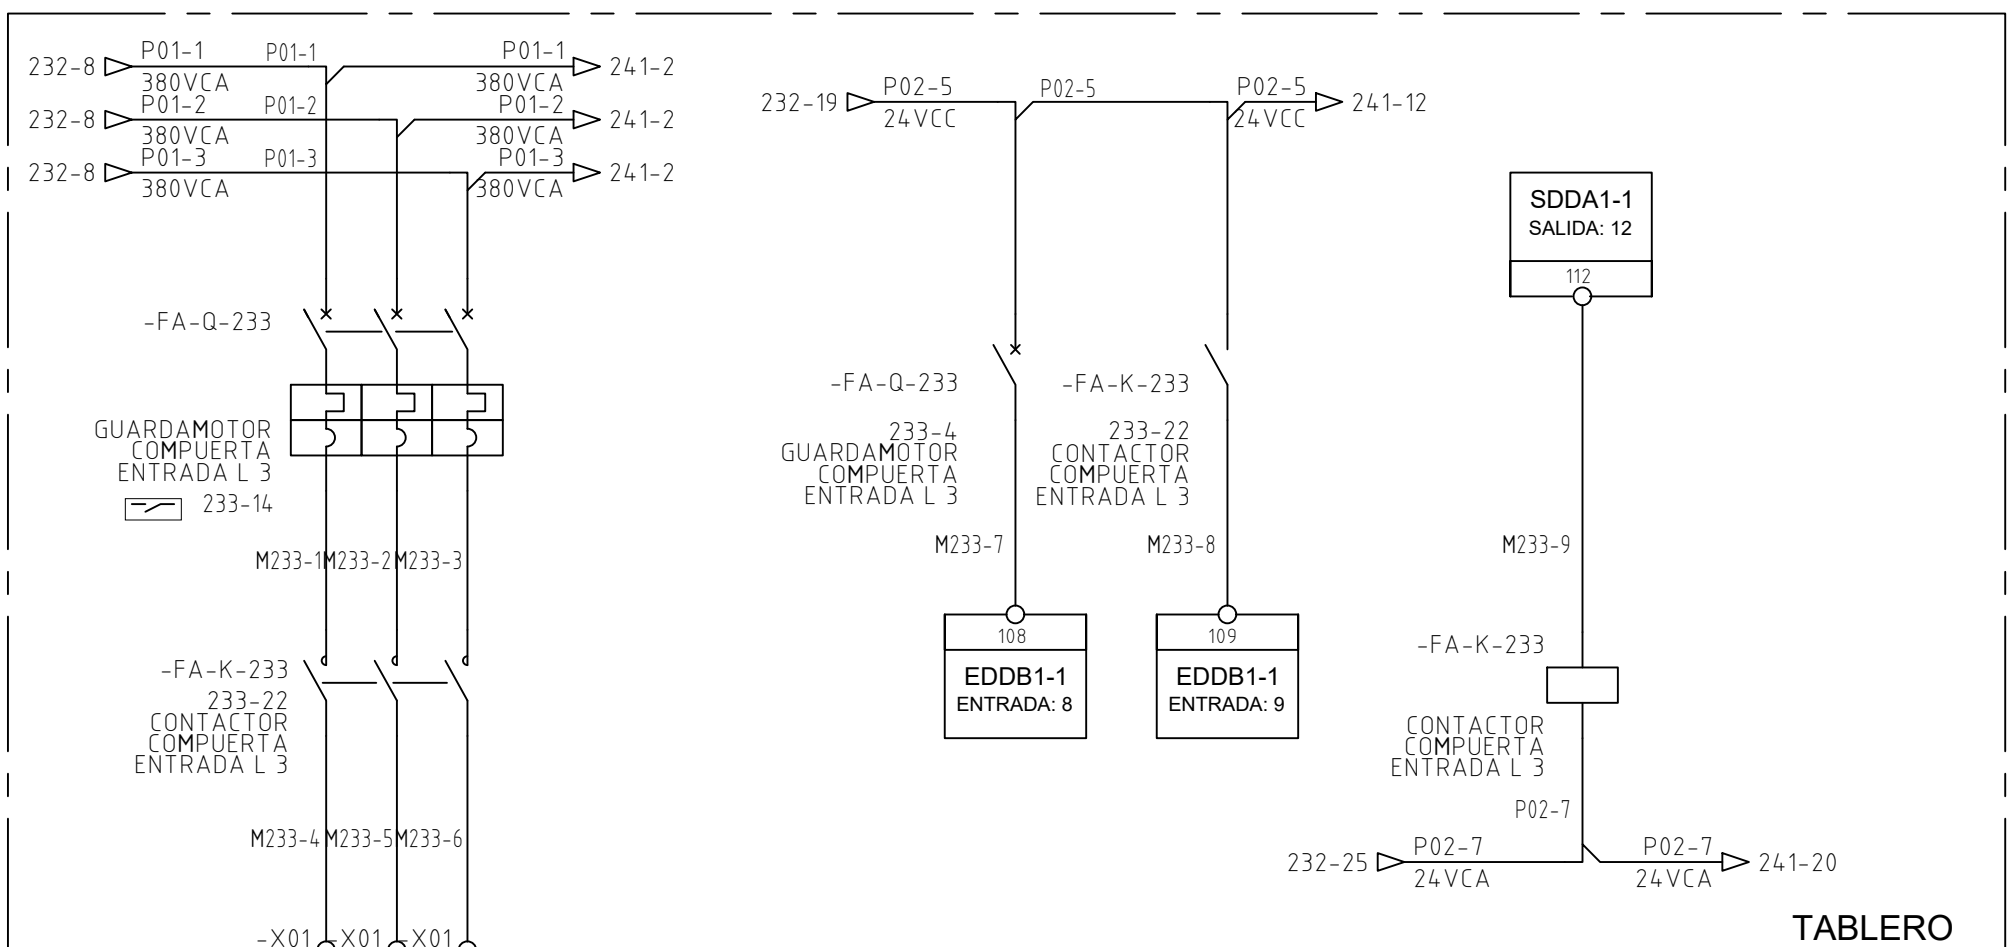 232-8 P01-1 P01-1 P01-1 241-2
380VCA 380VCA
232-8 P01-2 P01-2 P01-2 241-2
380VCA 380VCA
232-8 P01-3 P01-3 P01-3 241-2
380VCA 380VCA
-FA-Q-233
GUARDAMOTOR
COMPUERTA
ENTRADA L 3
233-14
M233-1 M233-2 M233-3
-FA-K-233
233-22
CONTACTOR
COMPUERTA
ENTRADA L 3
M233-4 M233-5 M233-6
-X01 -X01 -X01
232-19 P02-5 P02-5 P02-5 241-12
24VCC 24VCC
-FA-Q-233
233-4
GUARDAMOTOR
COMPUERTA
ENTRADA L 3
M233-7
108
EDDB1-1
ENTRADA: 8
-FA-K-233
233-22
CONTACTOR
COMPUERTA
ENTRADA L 3
M233-8
109
EDDB1-1
ENTRADA: 9
SDDA1-1
SALIDA: 12
112
M233-9
-FA-K-233
CONTACTOR
COMPUERTA
ENTRADA L 3
P02-7
232-25 P02-7 P02-7 241-20
24VCA 24VCA
TABLERO